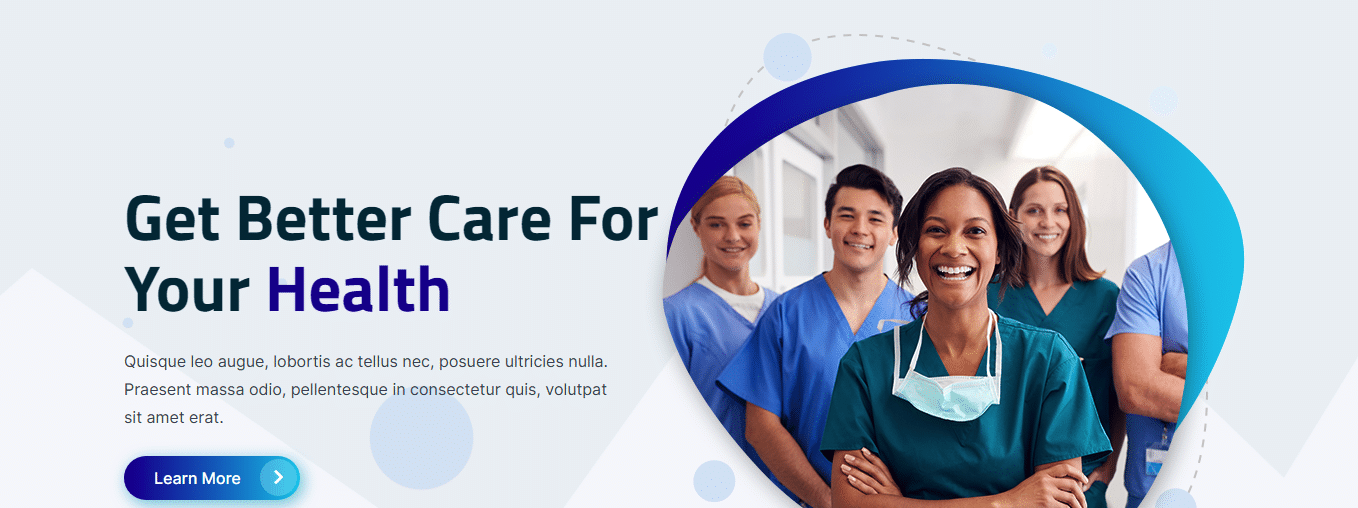 Get Better Care For
Your Health
Quisque leo augue, lobortis ac tellus nec, posuere ultricies nulla.
Praesent massa odio, pellentesque in consectetur quis, volutpat
sit amet erat.
Learn More